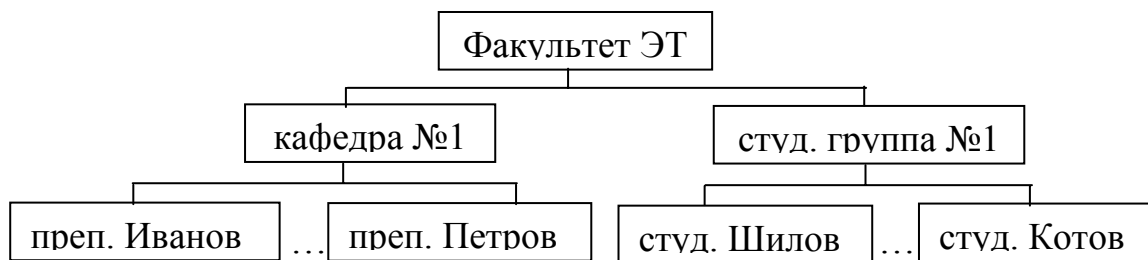 Факультет ЭТ
кафедра №1 студ. группа №1
преп. Иванов … преп. Петров студ. Шилов … студ. Котов